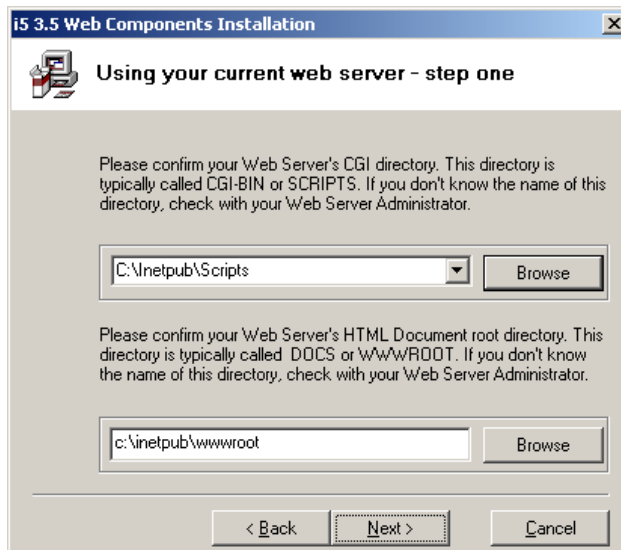 i5 3.5 Web Components Installation
Using your current web server - step one
Please confirm your Web Server's CGI directory. This directory is
typically called CGI-BIN or SCRIPTS. If you don't know the name of this
directory, check with your Web Server Administrator.
C:\Inetpub\Scripts
Browse
Please confirm your Web Server's HTML Document root directory. This
directory is typically called  DOCS or WWWROOT. If you don't know
the name of this directory, check with your Web Server Administrator.
c:\inetpub\wwwroot
Browse
< Back Next > Cancel